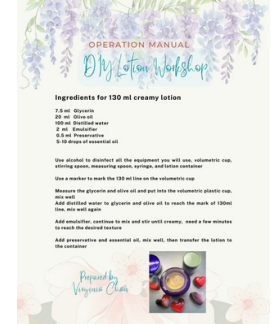 OPERATION MANUAL
DIY Lotion Workshop
Ingredients for 130 ml creamy lotion
7.5 ml Glycerin
20 ml Olive oil
100 ml Distilled water
2 ml Emulsifier
0.5 ml Preservative
5-10 drops of essential oil
Use alcohol to disinfect all the equipment you will use, volumetric cup,
stirring spoon, measuring spoon, syringe, and lotion container
Use a marker to mark the 130 ml line on the volumetric cup
Measure the glycerin and olive oil and put into the volumetric plastic cup,
mix well
Add distilled water to glycerin and olive oil to reach the mark of 130ml
line, mix well again
Add emulsifier, continue to mix and stir until creamy, need a few minutes
to reach the desired texture
Add preservative and essential oil, mix well, then transfer the lotion to
the container
Prepared by